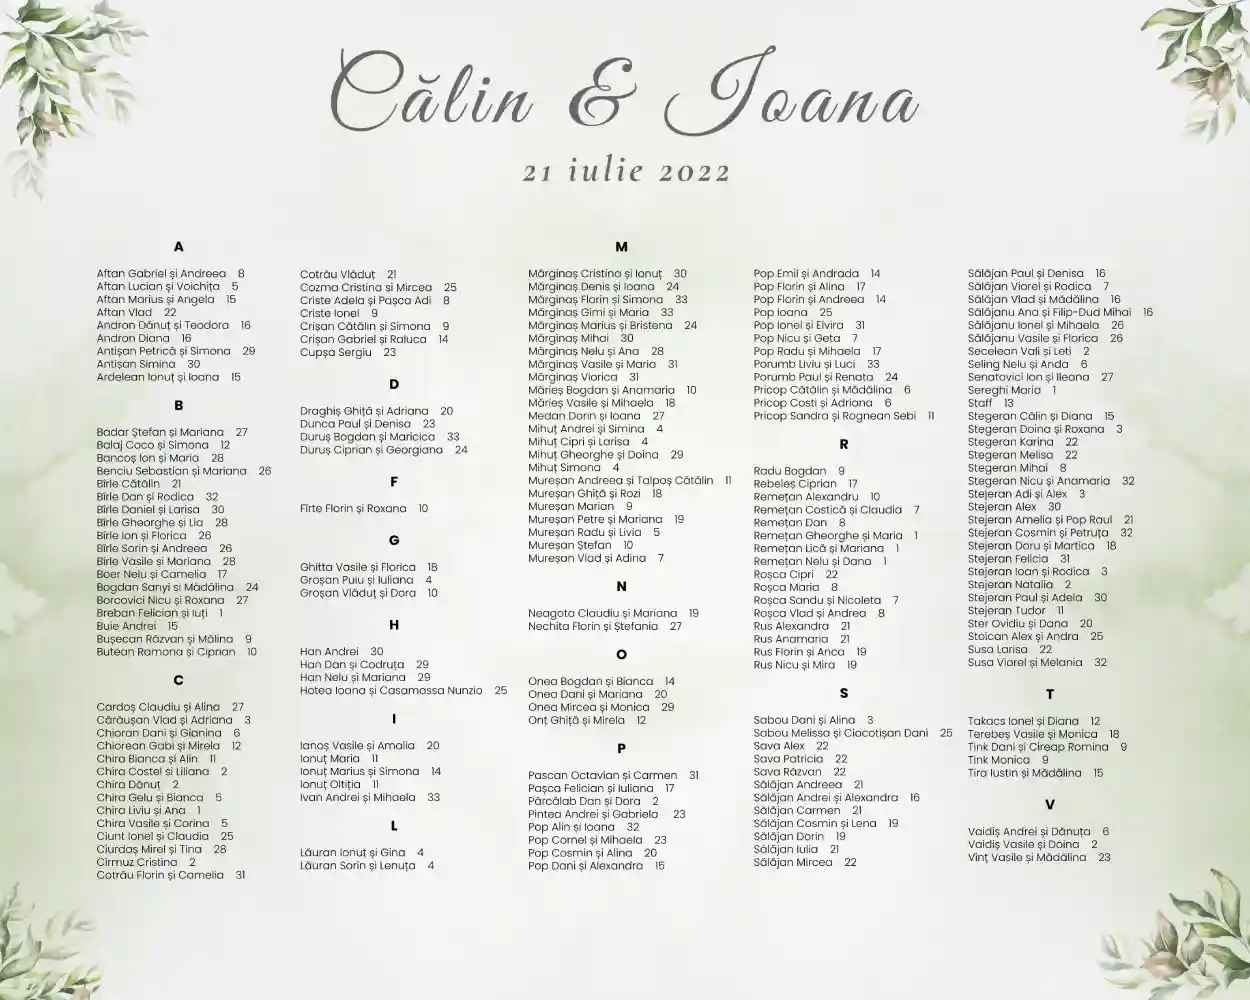 Călin & Ioana
21 iulie 2022
A
Aftan Gabriel și Andreea 8
Aftan Lucian și Voichița 5
Aftan Marius și Angela 15
Aftan Vlad 22
Andron Dănuț și Teodora 16
Andron Diana 16
Antișan Petrică și Simona 29
Antișan Simina 30
Ardelean Ionuț și Ioana 15
B
Badar Ștefan și Mariana 27
Balaj Coco și Simona 12
Bancoș Ion și Maria 28
Benciu Sebastian și Mariana 26
Bîrle Cătălin 21
Bîrle Dan și Rodica 32
Bîrle Daniel și Larisa 30
Bîrle Gheorghe și Lia 28
Bîrle Ion și Florica 26
Bîrle Sorin și Andreea 26
Bîrle Vasile și Mariana 28
Boer Nelu și Camelia 17
Bogdan Sanyi si Mădălina 24
Borcovici Nicu și Roxana 27
Breban Felician și Iuți 1
Buie Andrei 15
Bușecan Răzvan și Mălina 9
Butean Ramona și Ciprian 10
C
Cardoș Claudiu și Alina 27
Cărăușan Vlad și Adriana 3
Chioran Dani și Gianina 6
Chiorean Gabi și Mirela 12
Chira Bianca și Alin 11
Chira Costel și Liliana 2
Chira Dănuț 2
Chira Gelu și Bianca 5
Chira Liviu și Ana 1
Chira Vasile și Corina 5
Ciunt Ionel și Claudia 25
Ciurdaș Mirel și Tina 28
Cîrmuz Cristina 2
Cotrău Florin și Camelia 31
Cotrău Vlăduț 21
Cozma Cristina și Mircea 25
Criste Adela și Pașca Adi 8
Criste Ionel 9
Crișan Cătălin și Simona 9
Crișan Gabriel și Raluca 14
Cupșa Sergiu 23
D
Draghiș Ghiță și Adriana 20
Dunca Paul și Denisa 23
Duruș Bogdan și Maricica 33
Duruș Ciprian și Georgiana 24
F
Fîrte Florin și Roxana 10
G
Ghitta Vasile și Florica 18
Groșan Puiu și Iuliana 4
Groșan Vlăduț și Dora 10
H
Han Andrei 30
Han Dan și Codruța 29
Han Nelu și Mariana 29
Hotea Ioana și Casamassa Nunzio 25
I
Ianoș Vasile și Amalia 20
Ionuț Maria 11
Ionuț Marius și Simona 14
Ionuț Oltiția 11
Ivan Andrei și Mihaela 33
L
Lăuran Ionuț și Gina 4
Lăuran Sorin și Lenuța 4
M
Mărginaș Cristina și Ionuț 30
Mărginaș Denis și Ioana 24
Mărginaș Florin și Simona 33
Mărginaș Gimi și Maria 33
Mărginaș Marius și Bristena 24
Mărginaș Mihai 30
Mărginaș Nelu și Ana 28
Mărginaș Vasile și Maria 31
Mărginaș Viorica 31
Mărieș Bogdan și Anamaria 10
Mărieș Vasile și Mihaela 18
Medan Dorin și Ioana 27
Mihuț Andrei și Simina 4
Mihuț Cipri și Larisa 4
Mihuț Gheorghe și Doina 29
Mihuț Simona 4
Mureșan Andreea și Talpoș Cătălin 11
Mureșan Ghiță și Rozi 18
Mureșan Marian 9
Mureșan Petre și Mariana 19
Mureșan Radu și Livia 5
Mureșan Ștefan 10
Mureșan Vlad și Adina 7
N
Neagota Claudiu și Mariana 19
Nechita Florin și Ștefania 27
O
Onea Bogdan și Bianca 14
Onea Dani și Mariana 20
Onea Mircea și Monica 29
Onț Ghiță și Mirela 12
P
Pascan Octavian și Carmen 31
Pașca Felician și Iuliana 17
Pârcălab Dan și Dora 2
Pintea Andrei și Gabriela 23
Pop Alin și Ioana 32
Pop Cornel și Mihaela 23
Pop Cosmin și Alina 20
Pop Dani și Alexandra 15
Pop Emil și Andrada 14
Pop Florin și Alina 17
Pop Florin și Andreea 14
Pop Ioana 25
Pop Ionel și Elvira 31
Pop Nicu și Geta 7
Pop Radu și Mihaela 17
Porumb Liviu și Luci 33
Porumb Paul și Renata 24
Pricop Cătălin și Mădălina 6
Pricop Costi și Adriana 6
Pricop Sandra și Rognean Sebi 11
R
Radu Bogdan 9
Rebeleș Ciprian 17
Remețan Alexandru 10
Remețan Costică și Claudia 7
Remețan Dan 8
Remețan Gheorghe și Maria 1
Remețan Lică și Mariana 1
Remețan Nelu și Dana 1
Roșca Cipri 22
Roșca Maria 8
Roșca Sandu și Nicoleta 7
Roșca Vlad și Andrea 8
Rus Alexandra 21
Rus Anamaria 21
Rus Florin și Anca 19
Rus Nicu și Mira 19
S
Sabou Dani și Alina 3
Sabou Melissa și Ciocotișan Dani 25
Sava Alex 22
Sava Patricia 22
Sava Răzvan 22
Sălăjan Andreea 21
Sălăjan Andrei și Alexandra 16
Sălăjan Carmen 21
Sălăjan Cosmin și Lena 19
Sălăjan Dorin 19
Sălăjan Iulia 21
Sălăjan Mircea 22
Sălăjan Paul și Denisa 16
Sălăjan Viorel și Rodica 7
Sălăjan Vlad și Mădălina 16
Sălăjanu Ana și Filip-Dud Mihai 16
Sălăjanu Ionel și Mihaela 26
Sălăjanu Vasile și Florica 26
Secelean Vali și Leti 2
Seling Nelu și Anda 6
Senatovici Ion și Ileana 27
Sereghi Maria 1
Staff 13
Stegeran Călin și Diana 15
Stegeran Doina și Roxana 3
Stegeran Karina 22
Stegeran Melisa 22
Stegeran Mihai 8
Stegeran Nicu și Anamaria 32
Stejeran Adi și Alex 3
Stejeran Alex 30
Stejeran Amelia și Pop Raul 21
Stejeran Cosmin și Petruța 32
Stejeran Doru și Martica 18
Stejeran Felicia 31
Stejeran Ioan și Rodica 3
Stejeran Natalia 2
Stejeran Paul și Adela 30
Stejeran Tudor 11
Ster Ovidiu și Dana 20
Stoican Alex și Andra 25
Susa Larisa 22
Susa Viorel și Melania 32
T
Takacs Ionel și Diana 12
Terebeș Vasile și Monica 18
Tink Dani și Cireap Romina 9
Tink Monica 9
Tira Iustin și Mădălina 15
V
Vaidiș Andrei și Dănuța 6
Vaidiș Vasile și Doina 2
Vinț Vasile și Mădălina 23